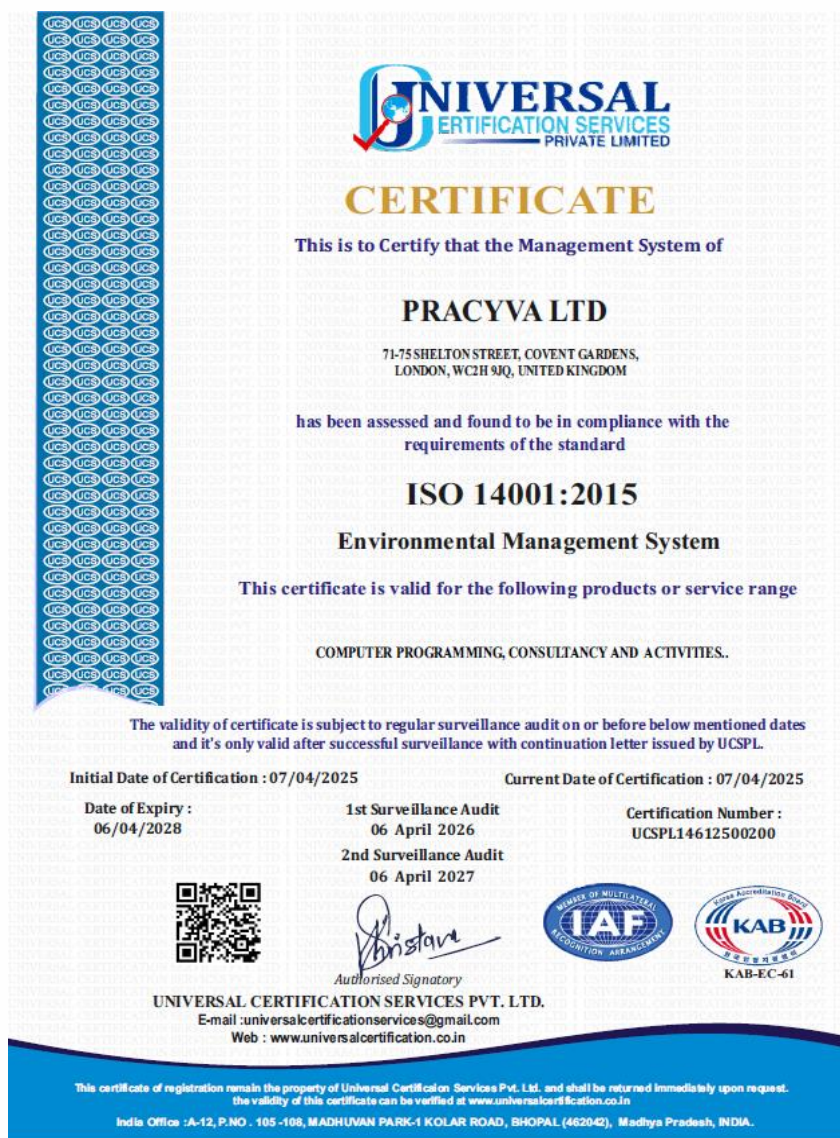 UNIVERSAL
CERTIFICATION SERVICES
PRIVATE LIMITED
CERTIFICATE
This is to Certify that the Management System of
PRACYVA LTD
71-75 SHELTON STREET, COVENT GARDENS,
LONDON, WC2H 9JQ, UNITED KINGDOM
has been assessed and found to be in compliance with the
requirements of the standard
ISO 14001:2015
Environmental Management System
This certificate is valid for the following products or service range
COMPUTER PROGRAMMING, CONSULTANCY AND ACTIVITIES..
The validity of certificate is subject to regular surveillance audit on or before below mentioned dates
and it's only valid after successful surveillance with continuation letter issued by UCSPL.
Initial Date of Certification : 07/04/2025
Current Date of Certification : 07/04/2025
Date of Expiry :
06/04/2028
1st Surveillance Audit
06 April 2026
2nd Surveillance Audit
06 April 2027
Certification Number :
UCSPL14612500200
MEMBER OF MULTILATERAL
IAF
RECOGNITION ARRANGEMENT
Korea Accreditation Board
KAB
KAB-EC-61
Authorised Signatory
UNIVERSAL CERTIFICATION SERVICES PVT. LTD.
E-mail :universalcertificationservices@gmail.com
Web : www.universalcertification.co.in
This certificate of registration remain the property of Universal Certificaion Services Pvt. Ltd. and shall be returned immediately upon request.
the validity of this certificate can be verified at www.universalcertification.co.in
India Office :A-12, P.NO . 105 -108, MADHUVAN PARK-1 KOLAR ROAD, BHOPAL (462042), Madhya Pradesh, INDIA.